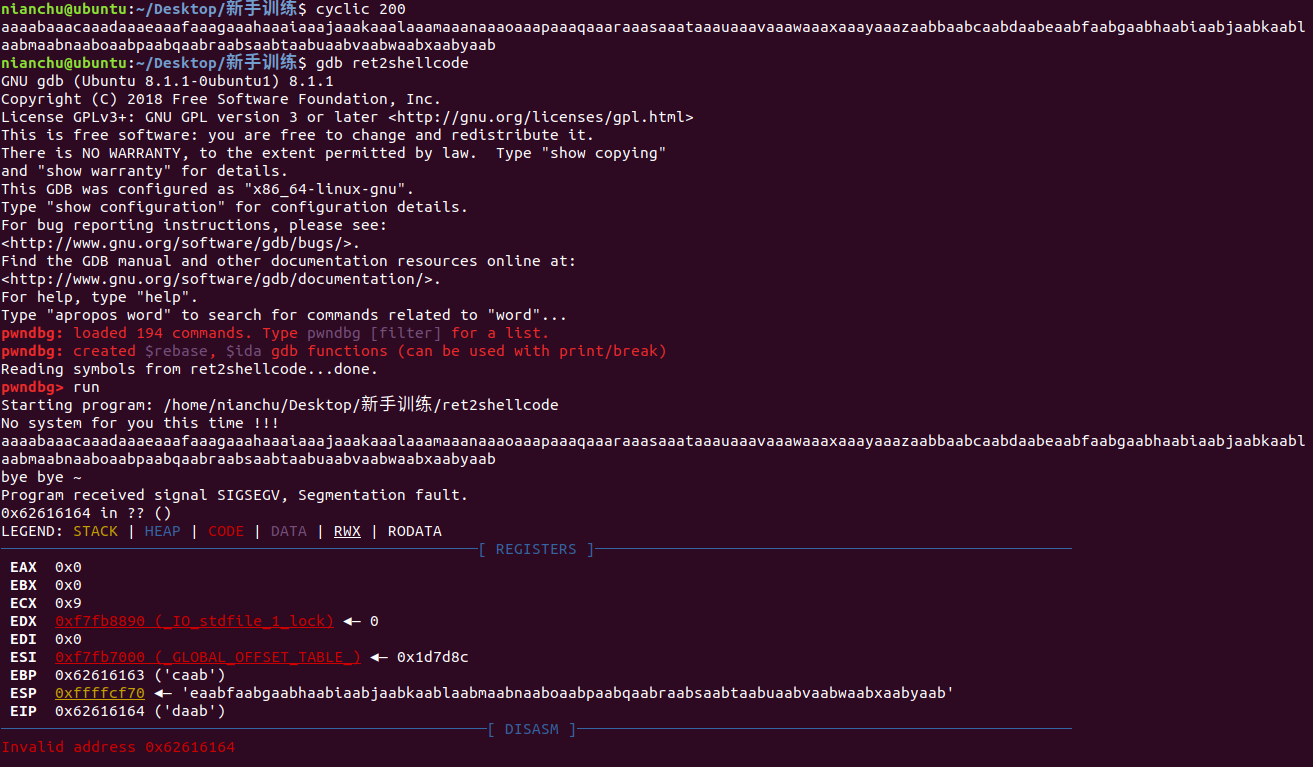 nianchu@ubuntu:~/Desktop/新手训练$ cyclic 200
aaaabaaacaaadaaaeaaafaaagaaahaaaiaaajaaakaaalaaamaaanaaaoaaapaaaqaaaraaasaaataaauaaavaaawaaaxaaayaaazaabbaabcaabdaabeaabfaabgaabhaabiaabjaabkaabl
aabmaabnaaboaabpaabqaabraabsaabtaabuaabvaabwaabxaabyaab
nianchu@ubuntu:~/Desktop/新手训练$ gdb ret2shellcode
GNU gdb (Ubuntu 8.1.1-0ubuntu1) 8.1.1
Copyright (C) 2018 Free Software Foundation, Inc.
License GPLv3+: GNU GPL version 3 or later <http://gnu.org/licenses/gpl.html>
This is free software: you are free to change and redistribute it.
There is NO WARRANTY, to the extent permitted by law.  Type "show copying"
and "show warranty" for details.
This GDB was configured as "x86_64-linux-gnu".
Type "show configuration" for configuration details.
For bug reporting instructions, please see:
<http://www.gnu.org/software/gdb/bugs/>.
Find the GDB manual and other documentation resources online at:
<http://www.gnu.org/software/gdb/documentation/>.
For help, type "help".
Type "apropos word" to search for commands related to "word"...
pwndbg: loaded 194 commands. Type pwndbg [filter] for a list.
pwndbg: created $rebase, $ida gdb functions (can be used with print/break)
Reading symbols from ret2shellcode...done.
pwndbg> run
Starting program: /home/nianchu/Desktop/新手训练/ret2shellcode
No system for you this time !!!
aaaabaaacaaadaaaeaaafaaagaaahaaaiaaajaaakaaalaaamaaanaaaoaaapaaaqaaaraaasaaataaauaaavaaawaaaxaaayaaazaabbaabcaabdaabeaabfaabgaabhaabiaabjaabkaabl
aabmaabnaaboaabpaabqaabraabsaabtaabuaabvaabwaabxaabyaab
bye bye ~
Program received signal SIGSEGV, Segmentation fault.
0x62616164 in ?? ()
LEGEND: STACK | HEAP | CODE | DATA | RWX | RODATA
[ REGISTERS ]
EAX  0x0
EBX  0x0
ECX  0x9
EDX  0xf7fb8890 (_IO_stdfile_1_lock) ◂— 0
EDI  0x0
ESI  0xf7fb7000 (_GLOBAL_OFFSET_TABLE_) ◂— 0x1d7d8c
EBP  0x62616163 ('caab')
ESP  0xffffcf70 ◂— 'eaabfaabgaabhaabiaabjaabkaablaabmaabnaaboaabpaabqaabraabsaabtaabuaabvaabwaabxaabyaab'
EIP  0x62616164 ('daab')
[ DISASM ]
Invalid address 0x62616164